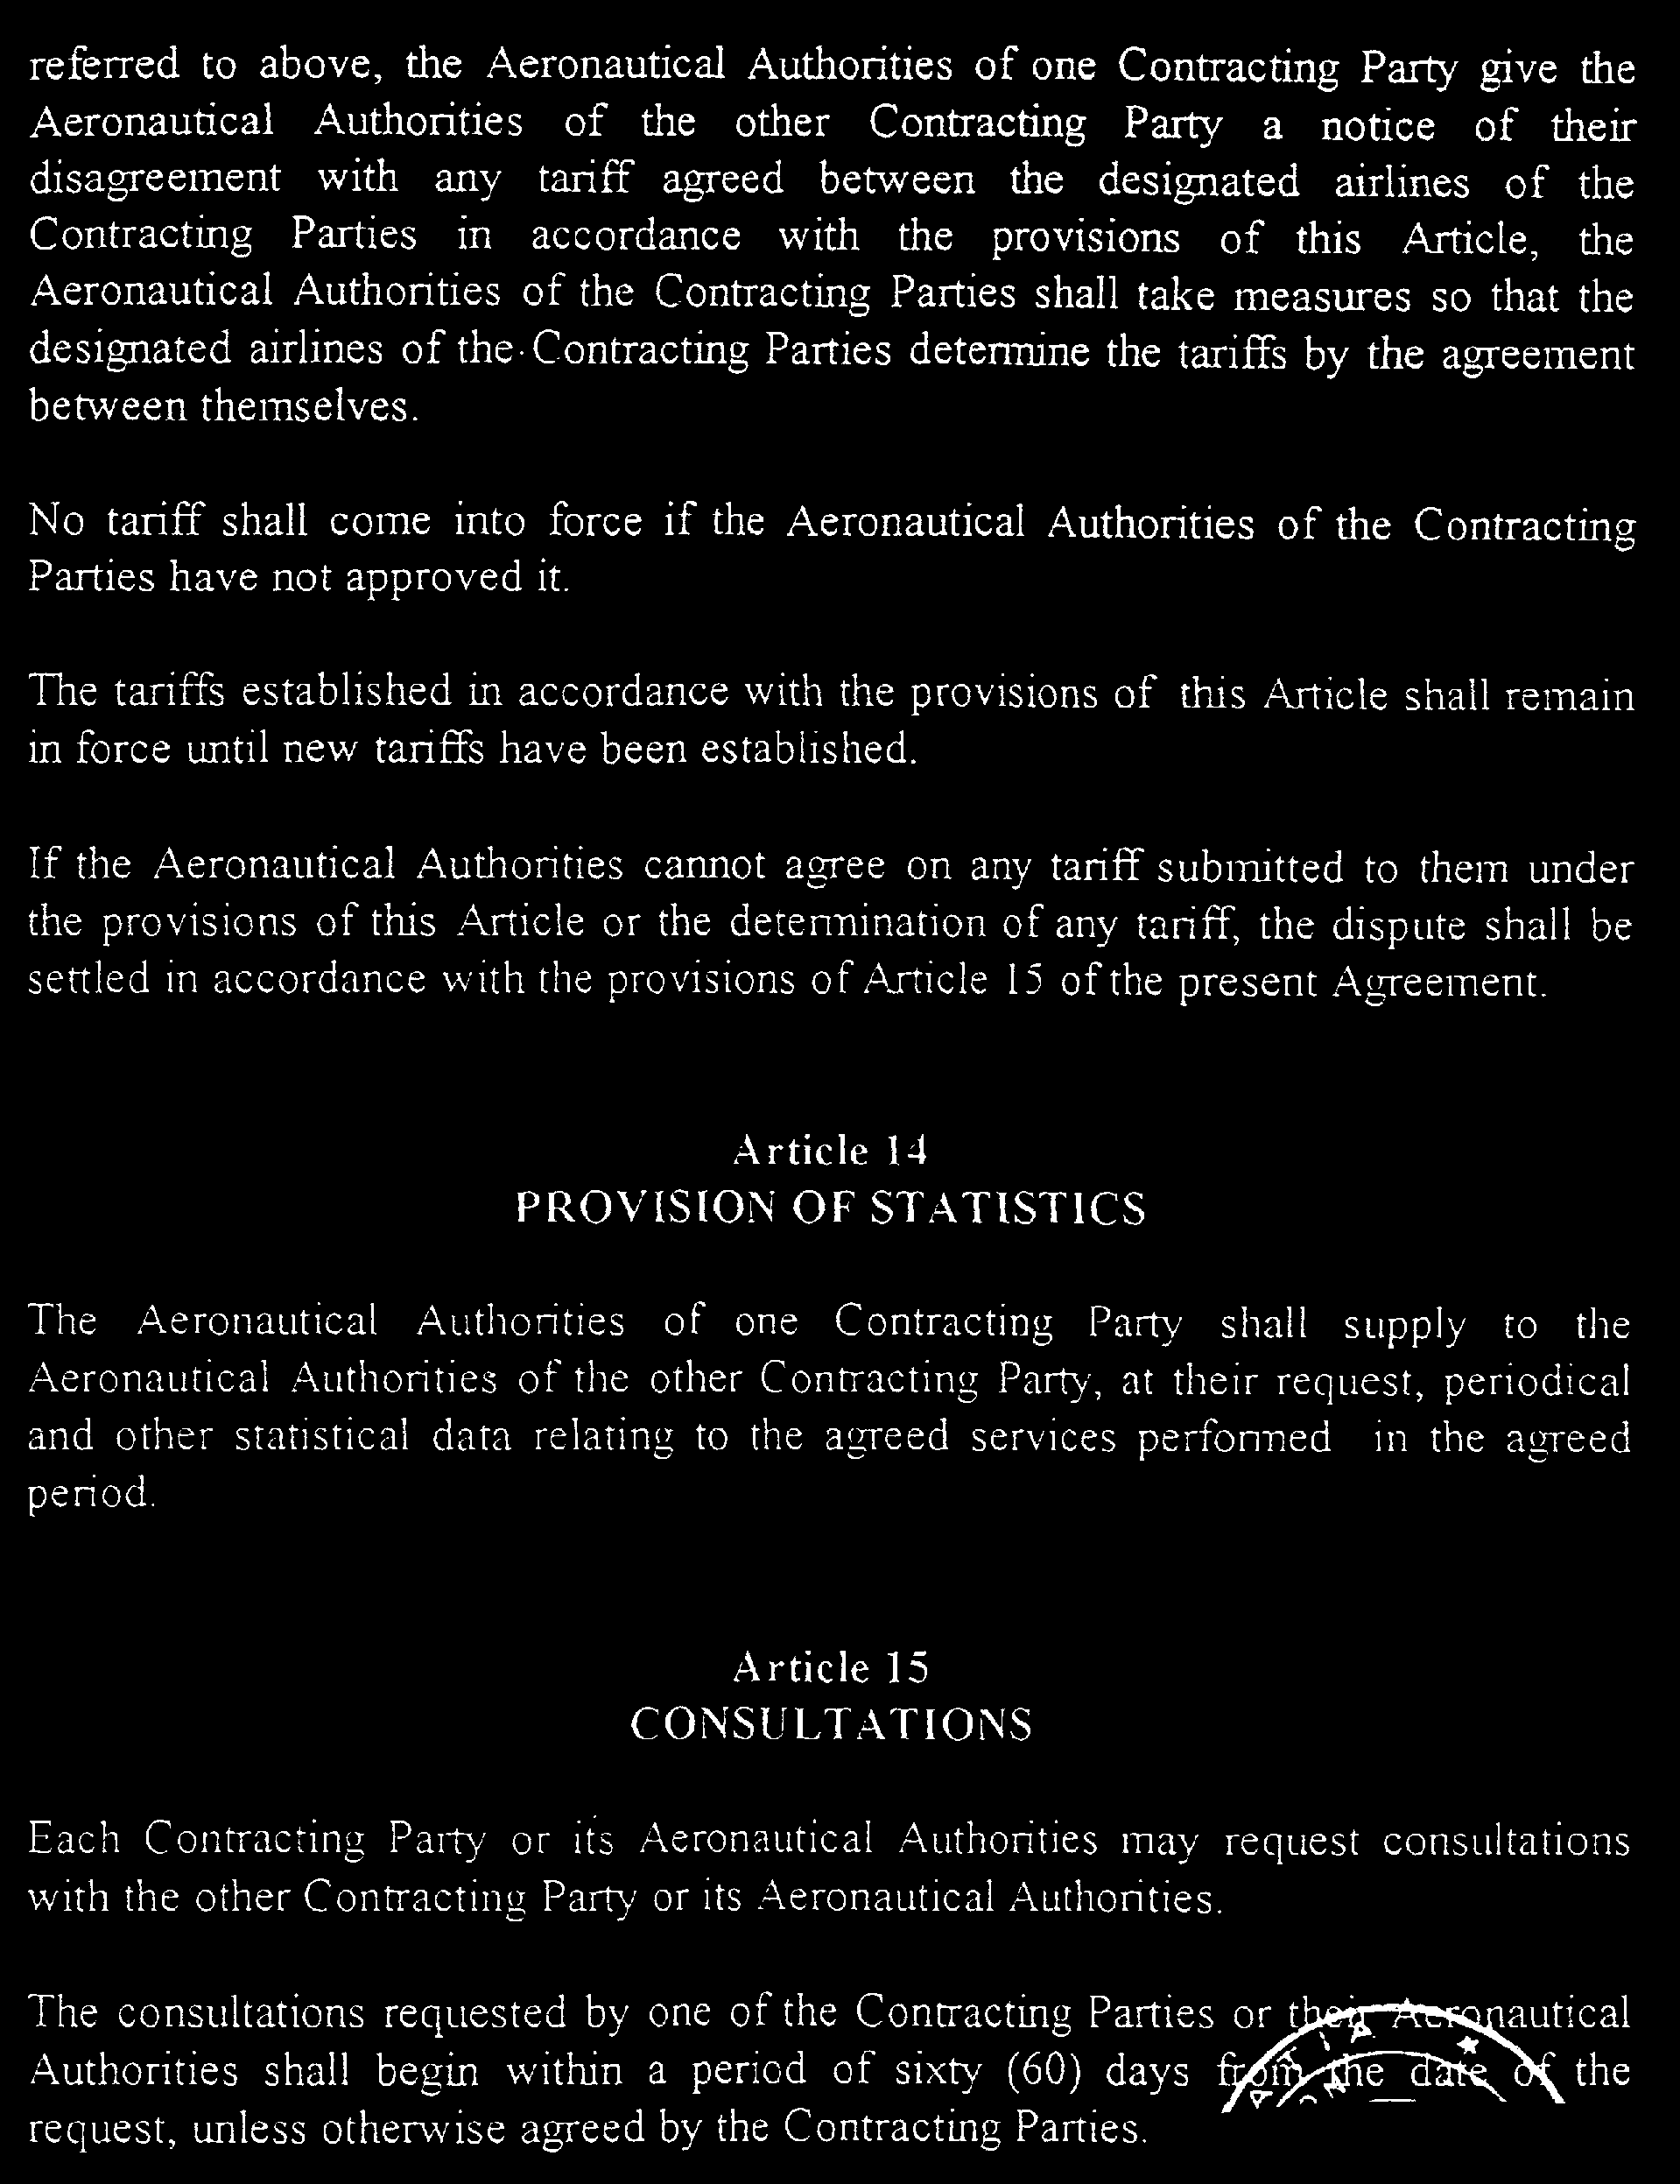 referred to above, the Aeronautical Authorities of one Contracting Party give the
Aeronautical Authorities of the other Contracting Party a notice of their
disagreement with any tariff agreed between the designated airlines of the
Contracting Parties in accordance with the provisions of this Article, the
Aeronautical Authorities of the Contracting Parties shall take measures so that the
designated airlines of the Contracting Parties determine the tariffs by the agreement
between themselves.
No tariff shall come into force if the Aeronautical Authorities of the Contracting
Parties have not approved it.
The tariffs established in accordance with the provisions of this Article shall remain
in force until new tariffs have been established.
If the Aeronautical Authorities cannot agree on any tariff submitted to them under
the provisions of this Article or the determination of any tariff, the dispute shall be
settled in accordance with the provisions of Article 15 of the present Agreement.
Article 14
PROVISION OF STATISTICS
The Aeronautical Authorities of one Contracting Party shall supply to the
Aeronautical Authorities of the other Contracting Party, at their request, periodical
and other statistical data relating to the agreed services performed in the agreed
period.
Article 15
CONSULTATIONS
Each Contracting Party or its Aeronautical Authorities may request consultations
with the other Contracting Party or its Aeronautical Authorities.
The consultations requested by one of the Contracting Parties or their Aeronautical
Authorities shall begin within a period of sixty (60) days from the date of the
request, unless otherwise agreed by the Contracting Parties.